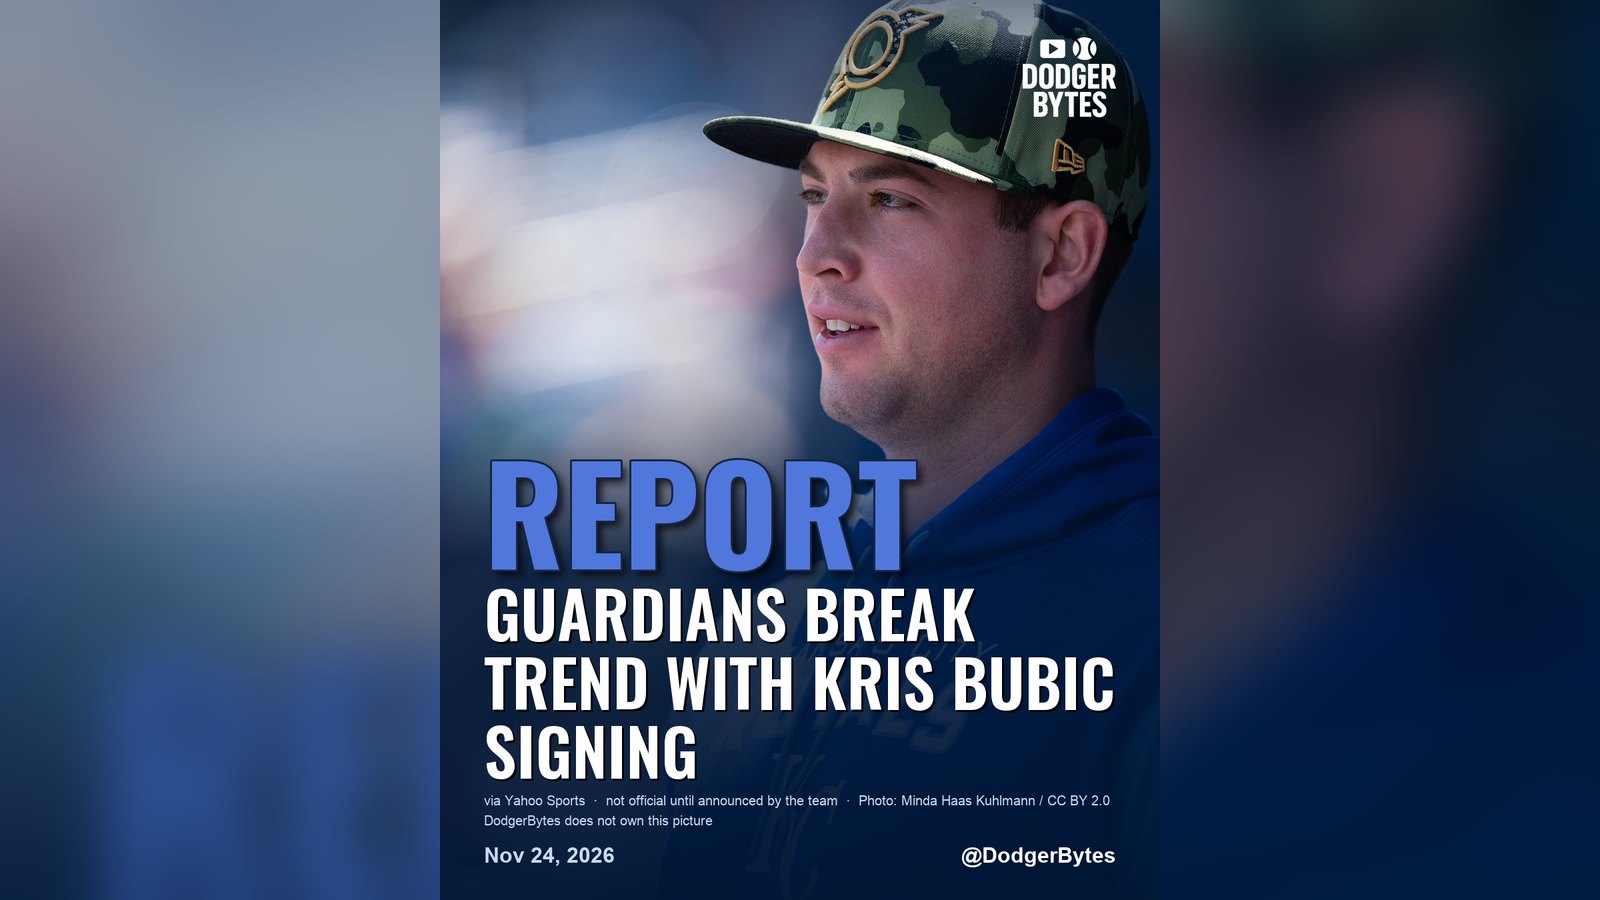 DODGER
BYTES
REPORT
GUARDIANS BREAK
TREND WITH KRIS BUBIC
SIGNING
via Yahoo Sports · not official until announced by the team · Photo: Minda Haas Kuhlmann / CC BY 2.0
DodgerBytes does not own this picture
Nov 24, 2026
@DodgerBytes